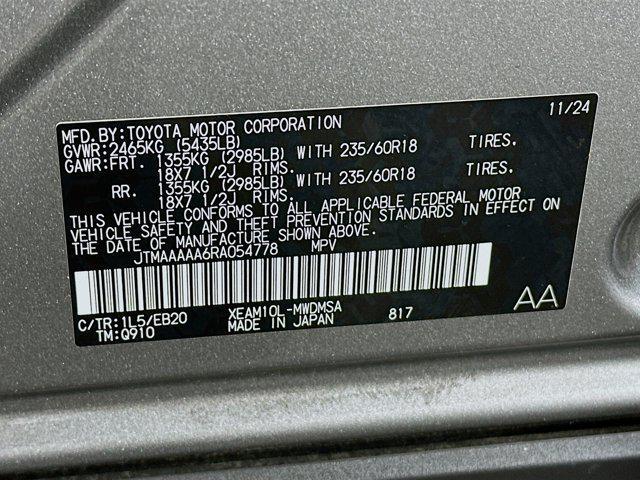 MFD.BY:TOYOTA MOTOR CORPORATION 11/24
GVWR:2465KG (5435LB)
GAWR:FRT. 1355KG (2985LB) WITH 235/60R18 TIRES.
18X7 1/2J RIMS.
RR. 1355KG (2985LB) WITH 235/60R18 TIRES.
18X7 1/2J RIMS.
THIS VEHICLE CONFORMS TO ALL APPLICABLE FEDERAL MOTOR
VEHICLE SAFETY AND THEFT PREVENTION STANDARDS IN EFFECT ON
THE DATE OF MANUFACTURE SHOWN ABOVE.
JTMAAAAA6RA054778 MPV
C/TR:1L5/EB20 XEAM10L-MWDMSA 817 AA
TM:Q910 MADE IN JAPAN